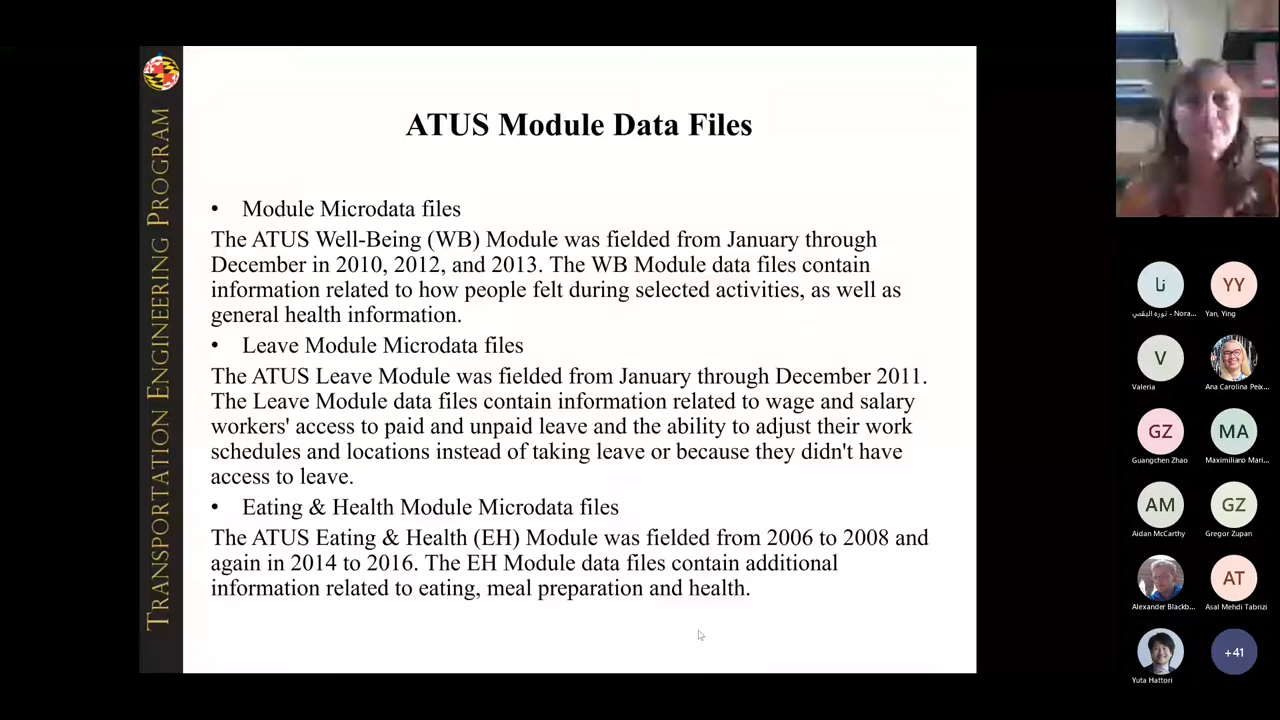 TRANSPORTATION ENGINEERING PROGRAM
ATUS Module Data Files
• Module Microdata files
The ATUS Well-Being (WB) Module was fielded from January through
December in 2010, 2012, and 2013. The WB Module data files contain
information related to how people felt during selected activities, as well as
general health information.
• Leave Module Microdata files
The ATUS Leave Module was fielded from January through December 2011.
The Leave Module data files contain information related to wage and salary
workers' access to paid and unpaid leave and the ability to adjust their work
schedules and locations instead of taking leave or because they didn't have
access to leave.
• Eating & Health Module Microdata files
The ATUS Eating & Health (EH) Module was fielded from 2006 to 2008 and
again in 2014 to 2016. The EH Module data files contain additional
information related to eating, meal preparation and health.
نا
YY
نوره البقمي - Nora...
Yan, Ying
V
Valeria
Ana Carolina Peix...
GZ
MA
Guangchen Zhao
Maximiliano Mari...
AM
GZ
Aidan McCarthy
Gregor Zupan
AT
Alexander Blackb...
Asal Mehdi Tabrizi
+41
Yuta Hattori